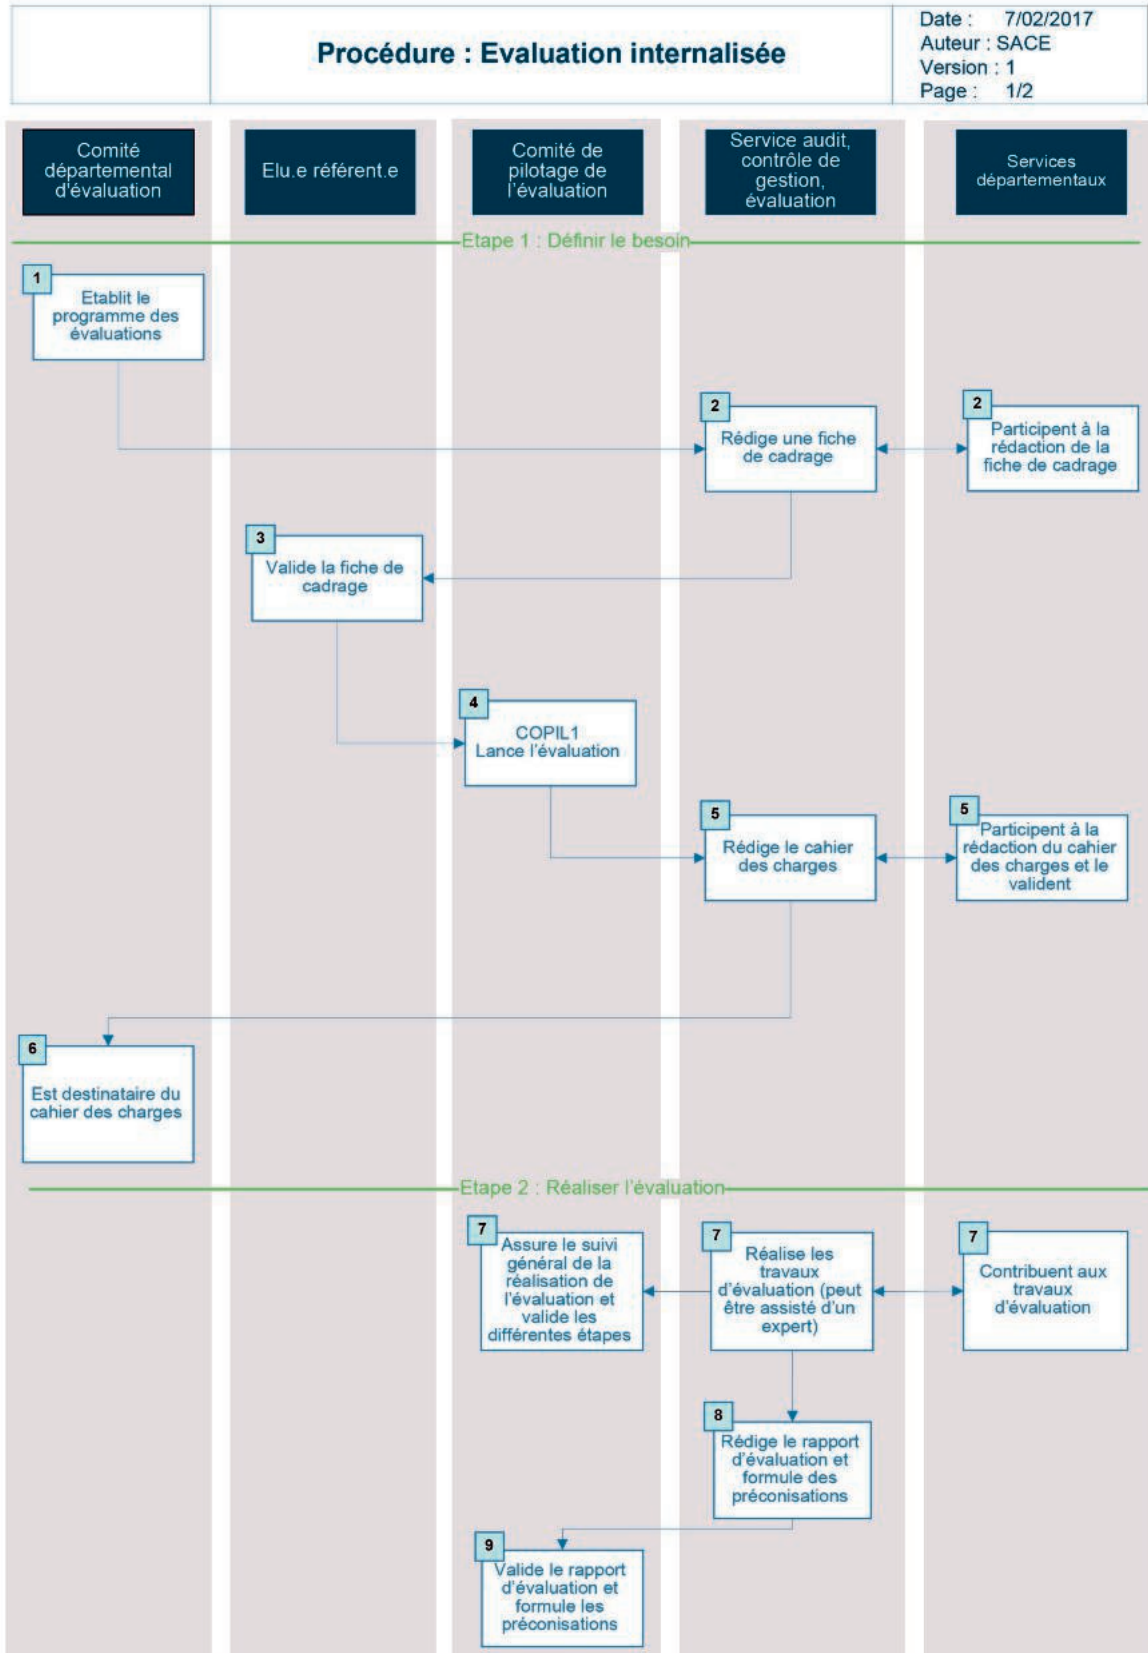 Procédure : Evaluation internalisée
Date : 7/02/2017
Auteur : SACE
Version : 1
Page : 1/2
Comité
départemental
d'évaluation
Elu.e référent.e
Comité de
pilotage de
l'évaluation
Service audit,
contrôle de
gestion,
évaluation
Services
départementaux
Etape 1 : Définir le besoin
1
Etablit le
programme des
évaluations
2
Rédige une fiche
de cadrage
2
Participent à la
rédaction de la
fiche de cadrage
3
Valide la fiche de
cadrage
4
COPIL1
Lance l'évaluation
5
Rédige le cahier
des charges
5
Participent à la
rédaction du cahier
des charges et le
valident
6
Est destinataire du
cahier des charges
Etape 2 : Réaliser l'évaluation
7
Assure le suivi
général de la
réalisation de
l'évaluation et
valide les
différentes étapes
7
Réalise les
travaux
d'évaluation (peut
être assisté d'un
expert)
7
Contribuent aux
travaux
d'évaluation
8
Rédige le rapport
d'évaluation et
formule des
préconisations
9
Valide le rapport
d'évaluation et
formule les
préconisations